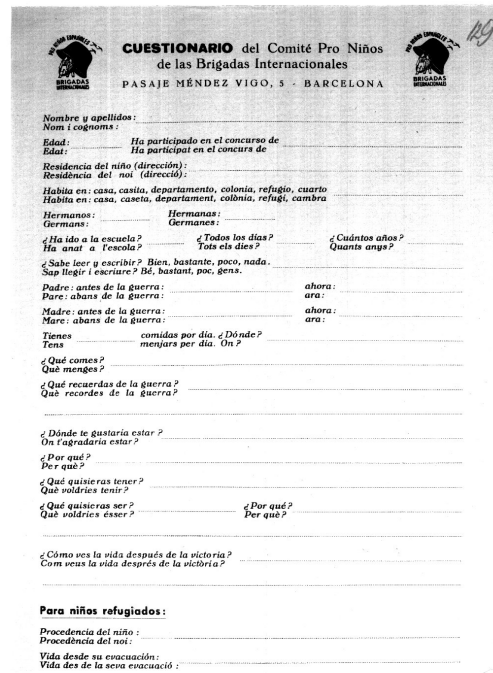 129
PRO NIÑOS ESPAÑOLES
BRIGADAS
INTERNACIONALES
CUESTIONARIO del Comité Pro Niños
de las Brigadas Internacionales
PASAJE MÉNDEZ VIGO, 5 - BARCELONA
PRO NIÑOS ESPAÑOLES
BRIGADAS
INTERNACIONALES
Nombre y apellidos:
Nom i cognoms:
Edad: Ha participado en el concurso de
Edat: Ha participat en el concurs de
Residencia del niño (dirección):
Residència del noi (direcció):
Habita en: casa, casita, departamento, colonia, refugio, cuarto
Habita en: casa, caseta, departament, colònia, refugi, cambra
Hermanos: Hermanas:
Germans: Germanes:
¿Ha ido a la escuela? ¿Todos los días? ¿Cuántos años?
Ha anat a l'escola? Tots els dies? Quants anys?
¿Sabe leer y escribir? Bien, bastante, poco, nada.
Sap llegir i escriure? Bé, bastant, poc, gens.
Padre: antes de la guerra: ahora:
Pare: abans de la guerra: ara:
Madre: antes de la guerra: ahora:
Mare: abans de la guerra: ara:
Tienes comidas por día. ¿Dónde?
Tens menjars per dia. On?
¿Qué comes?
Què menges?
¿Qué recuerdas de la guerra?
Què recordes de la guerra?
¿Dónde te gustaria estar?
On t'agradaria estar?
¿Por qué?
Per què?
¿Qué quisieras tener?
Què voldries tenir?
¿Qué quisieras ser? ¿Por qué?
Què voldries ésser? Per què?
¿Cómo ves la vida después de la victoria?
Com veus la vida després de la victòria?
Para niños refugiados:
Procedencia del niño:
Procedència del noi:
Vida desde su evacuación:
Vida des de la seva evacuació: